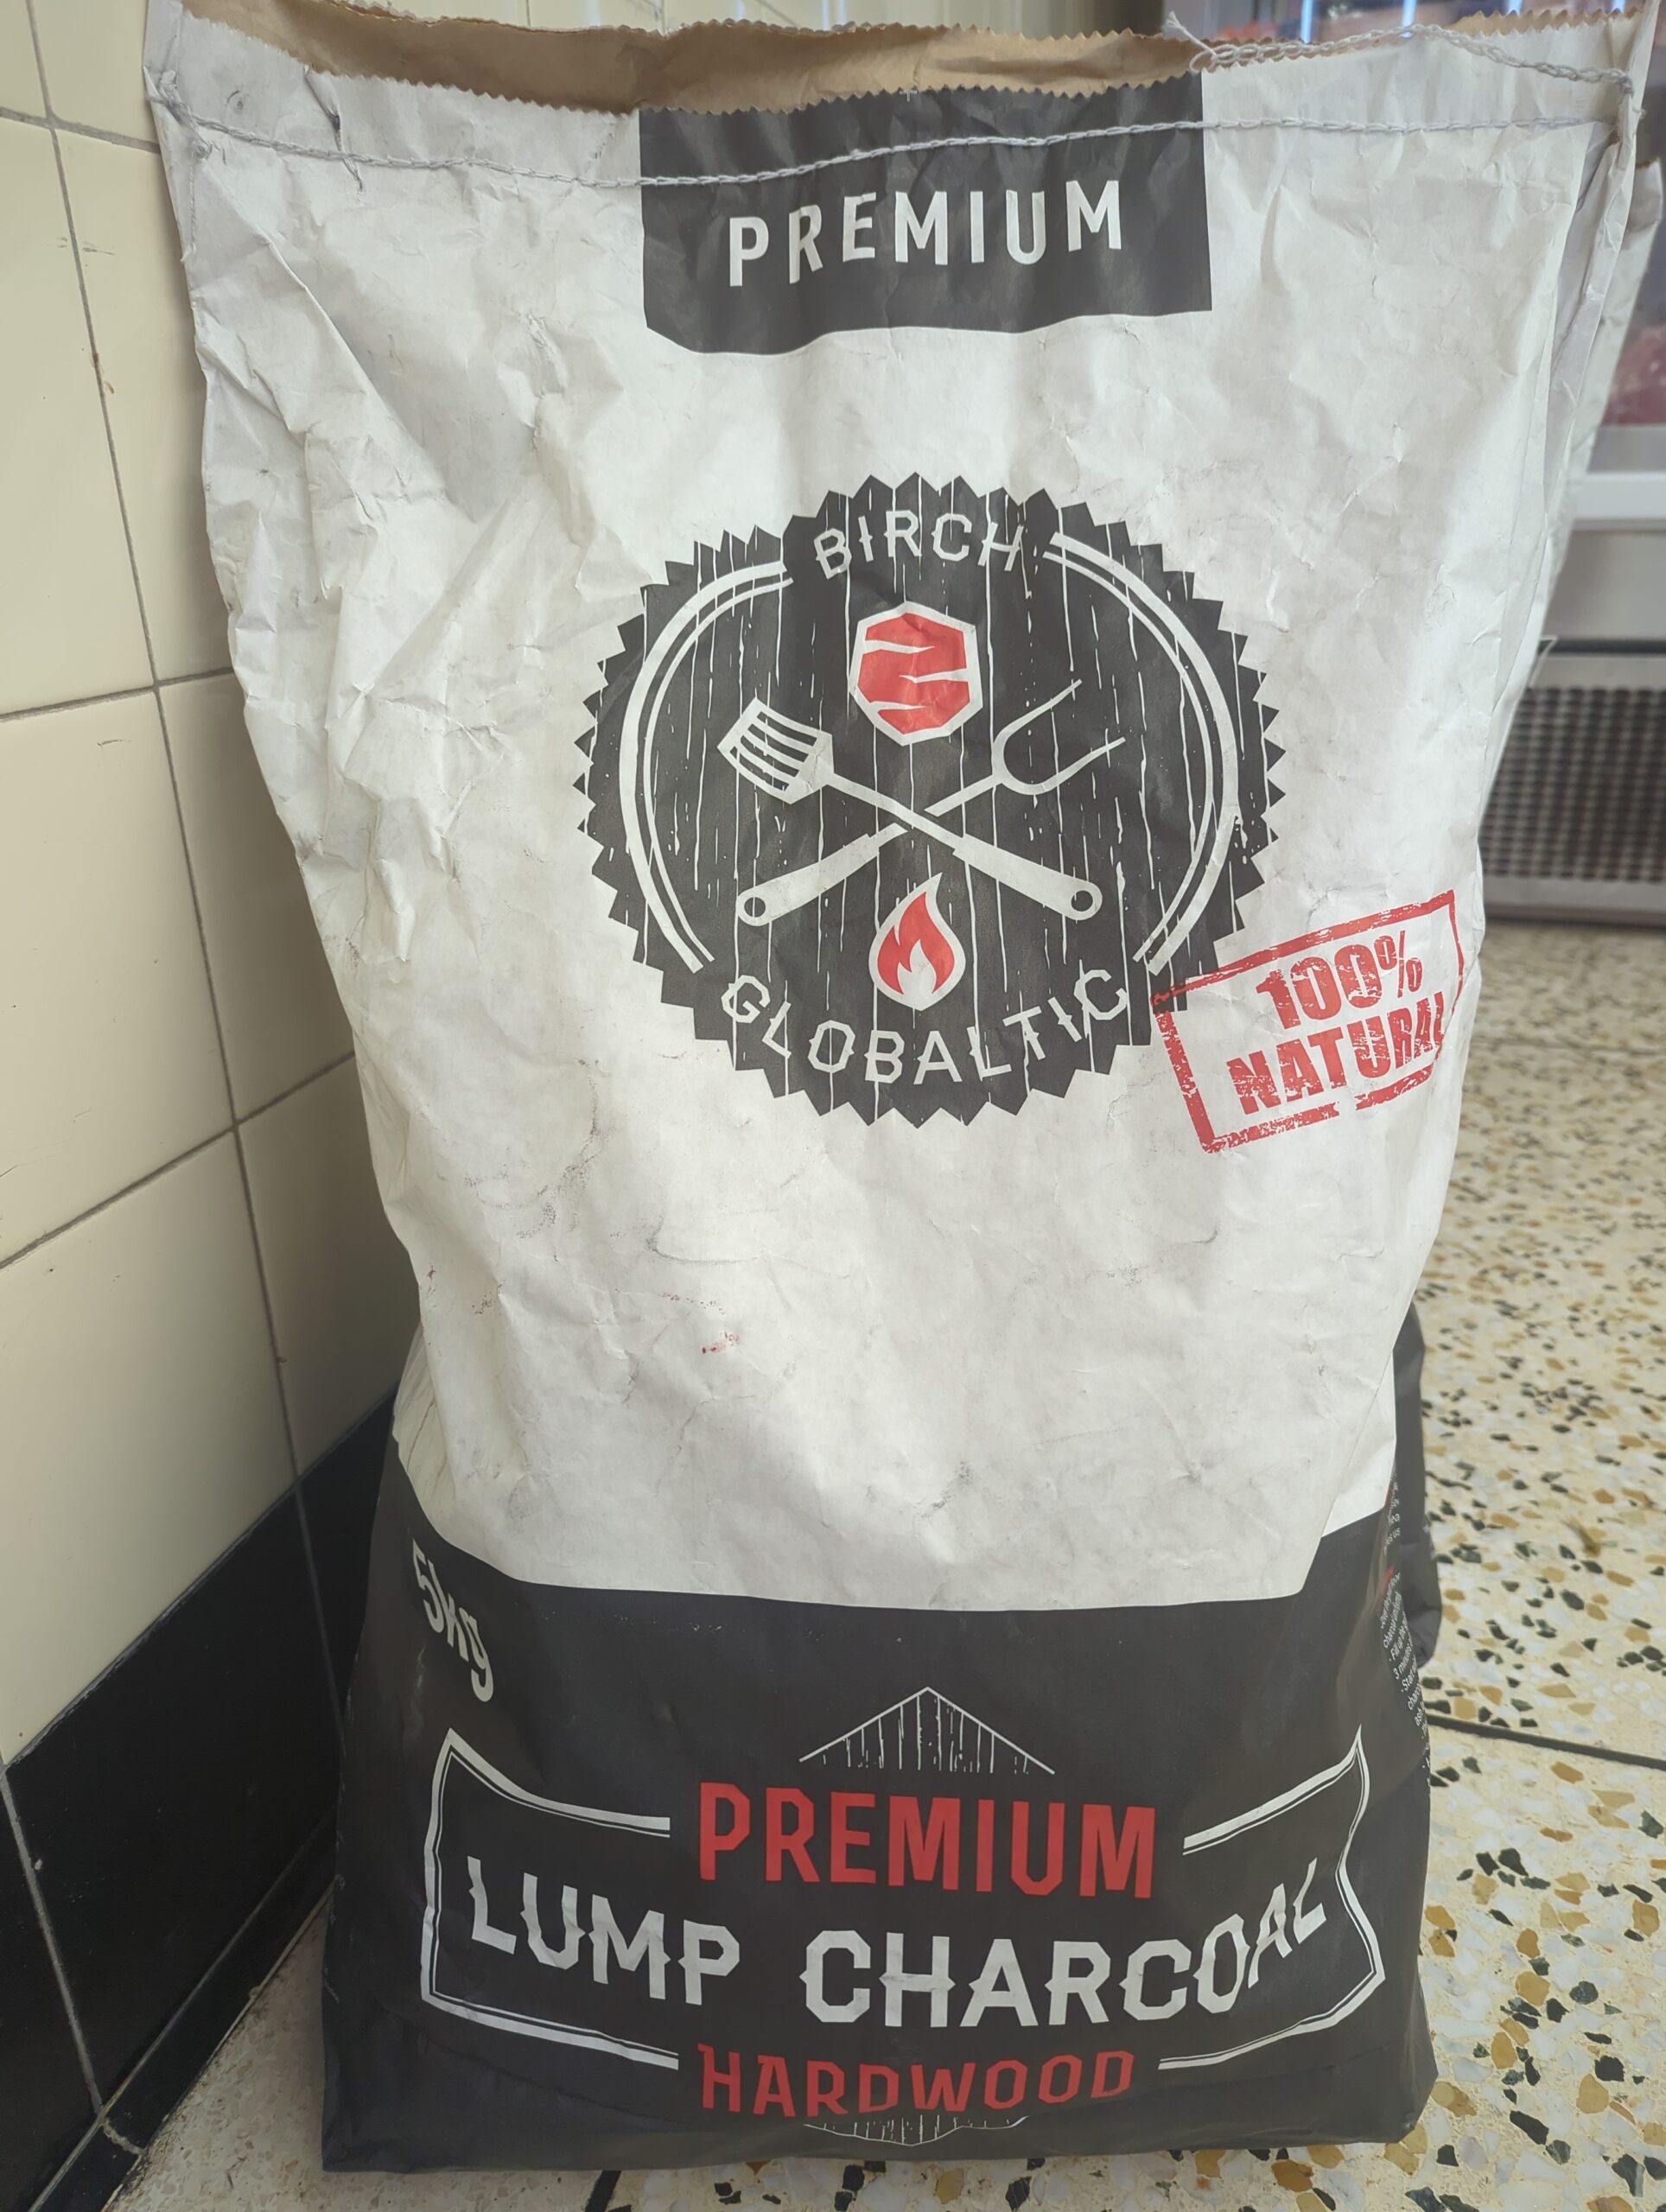 PREMIUM
BIRCH
GLOBALTIC
100%
NATURAL
5kg
PREMIUM
LUMP CHARCOAL
HARDWOOD